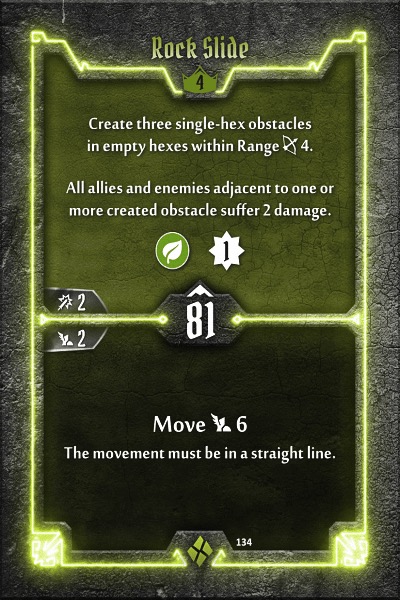 Rock Slide
4
Create three single-hex obstacles
in empty hexes within Range 4.
All allies and enemies adjacent to one or
more created obstacle suffer 2 damage.
1
2
81
2
Move 6
The movement must be in a straight line.
134